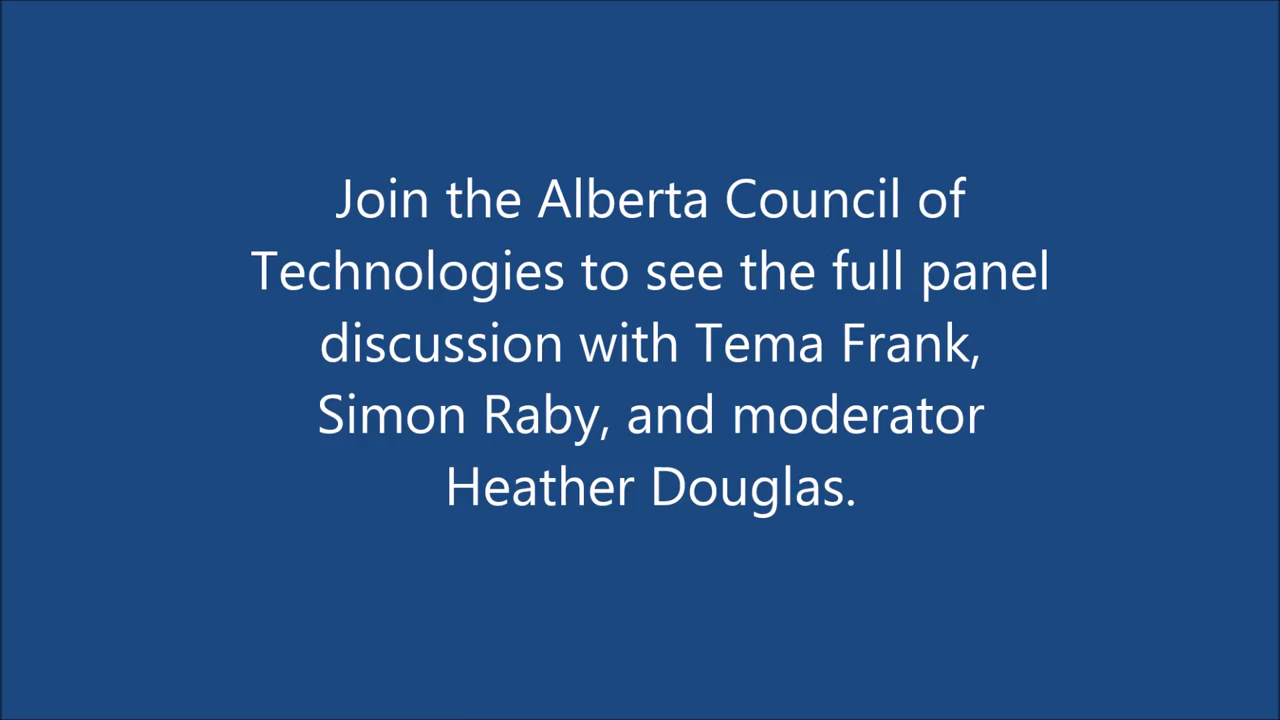 Join the Alberta Council of
Technologies to see the full panel
discussion with Tema Frank,
Simon Raby, and moderator
Heather Douglas.